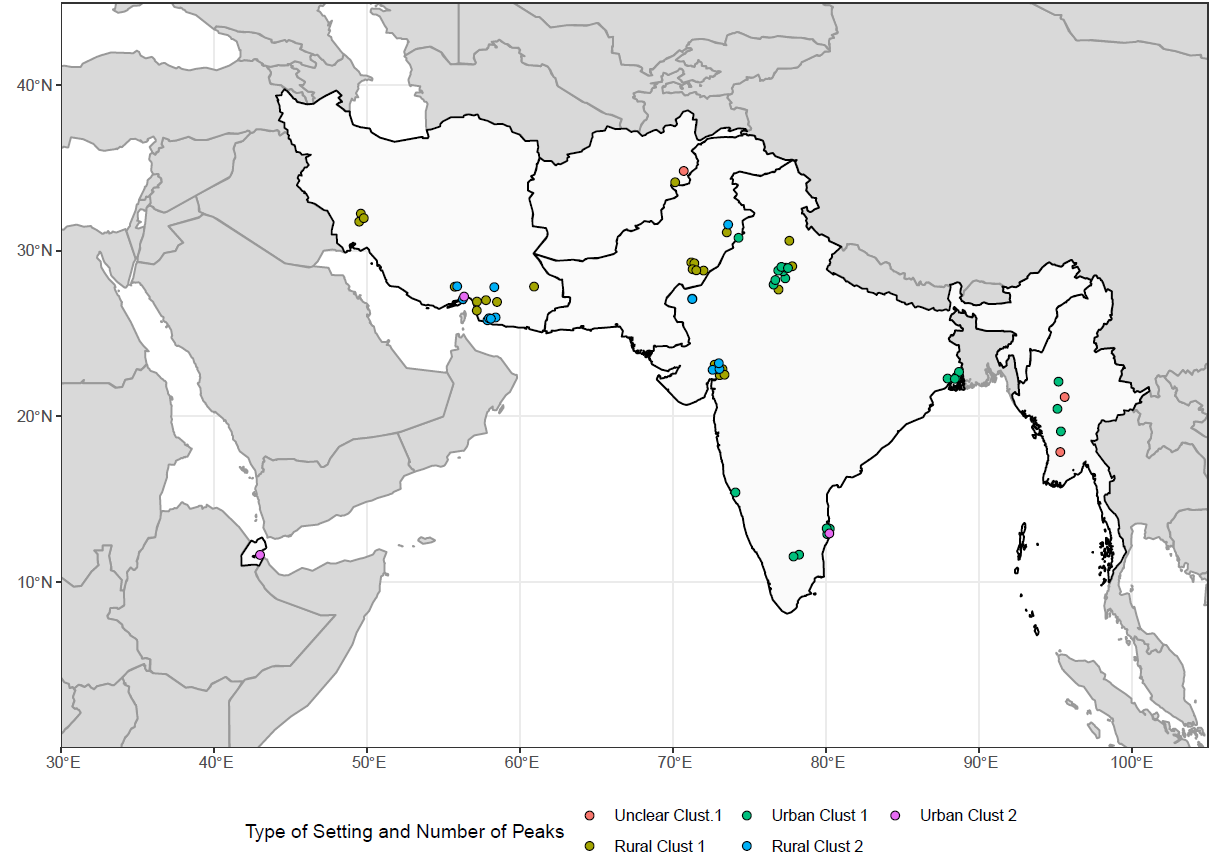 40°N
30°N
20°N
10°N
30°E 40°E 50°E 60°E 70°E 80°E 90°E 100°E
Type of Setting and Number of Peaks
Unclear Clust.1 Urban Clust 1 Urban Clust 2
Rural Clust 1 Rural Clust 2